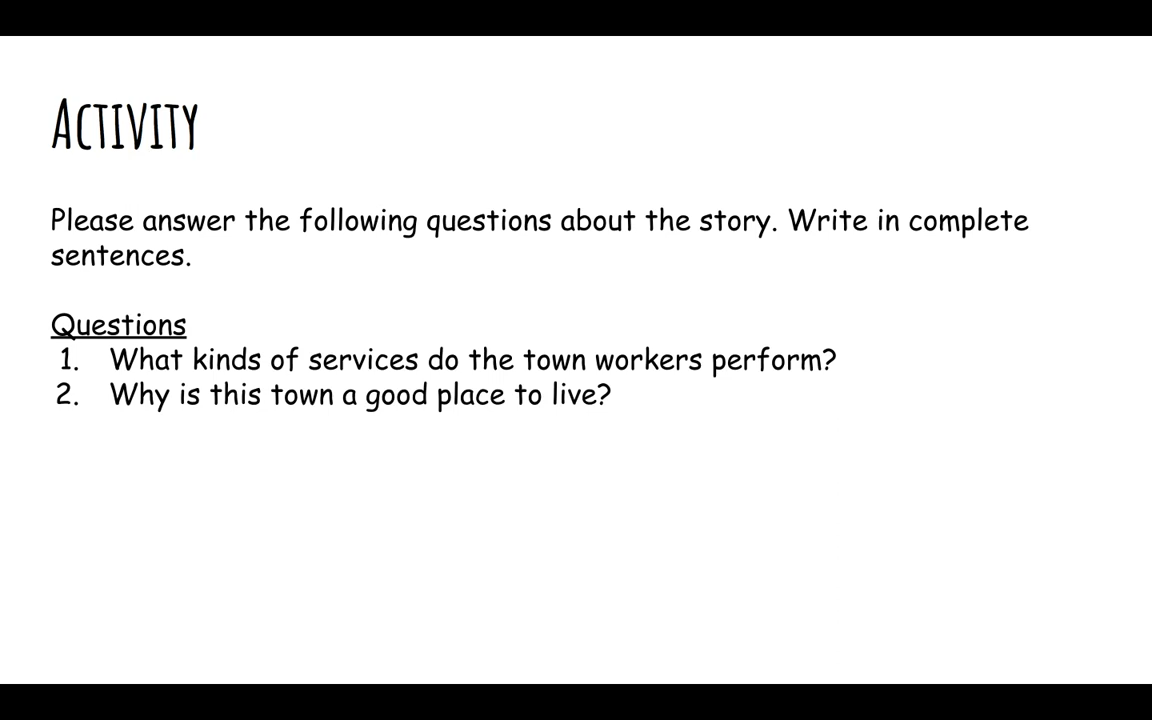 Activity
Please answer the following questions about the story. Write in complete
sentences.
Questions
1. What kinds of services do the town workers perform?
2. Why is this town a good place to live?